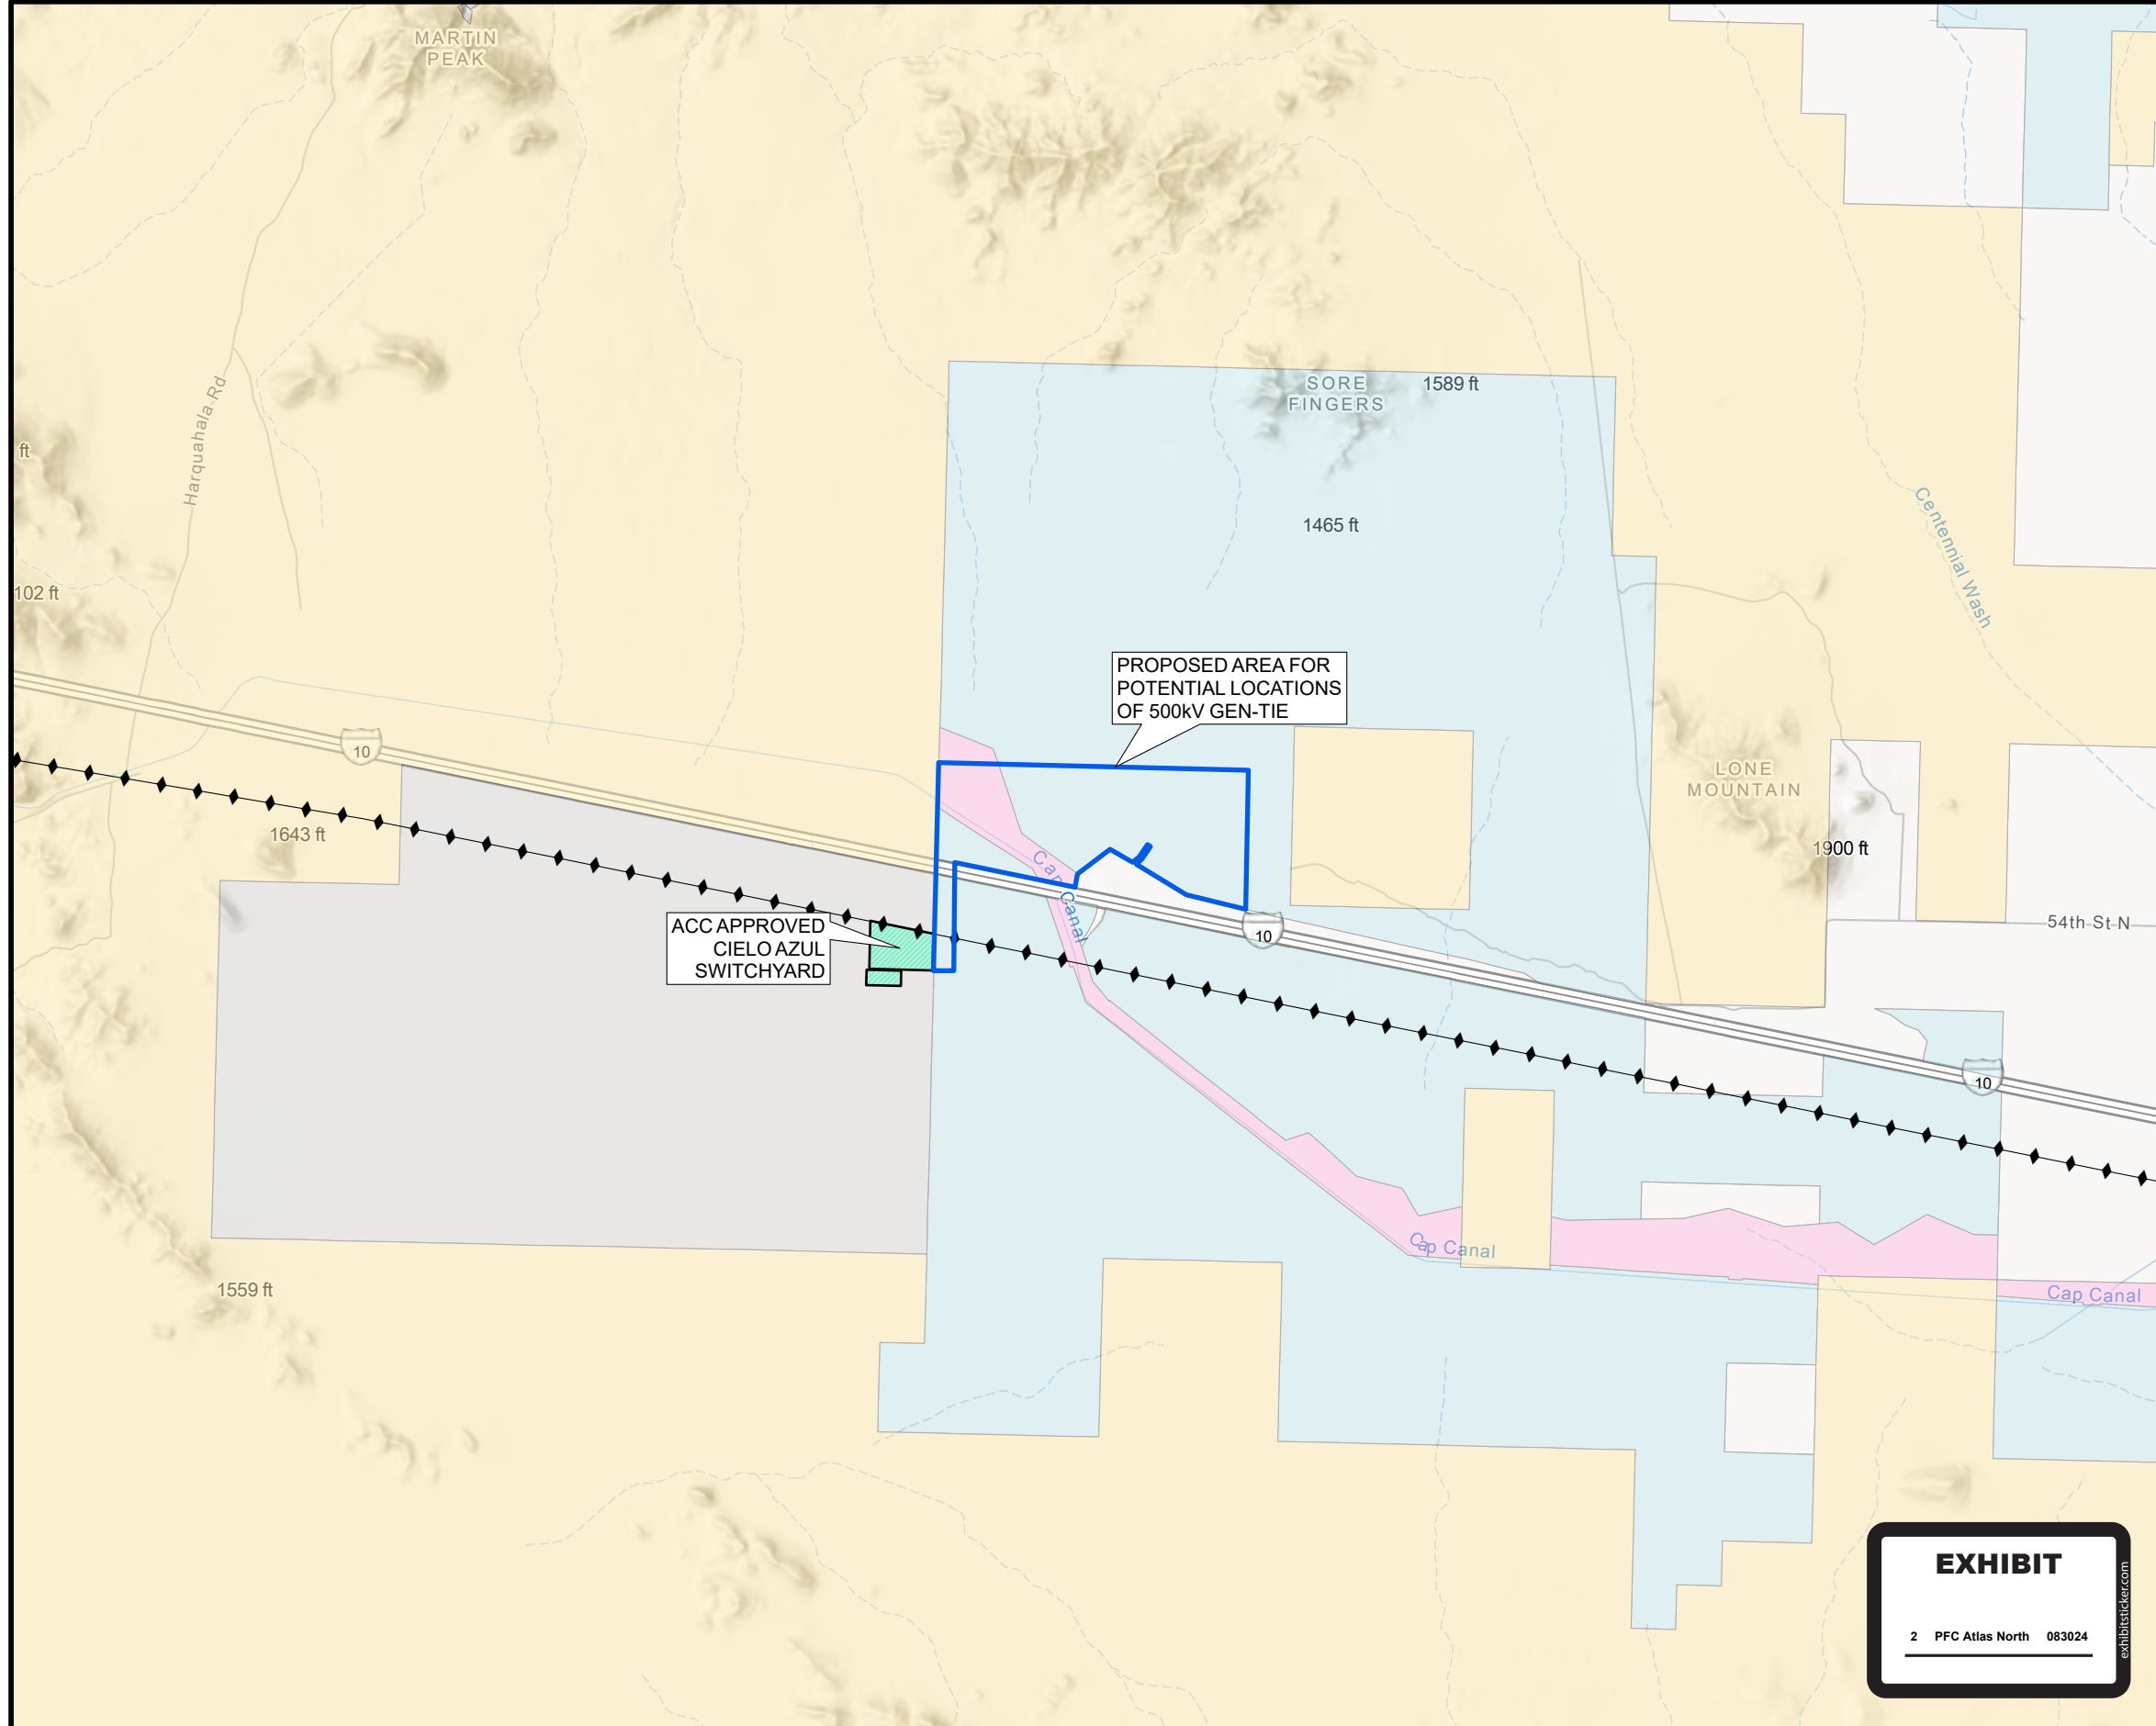 MARTIN
PEAK
Harquahala Rd
ft
102 ft
SORE
FINGERS
1589 ft
1465 ft
Centennial Wash
PROPOSED AREA FOR
POTENTIAL LOCATIONS
OF 500kV GEN-TIE
10
1643 ft
LONE
MOUNTAIN
1900 ft
Cap Canal
ACC APPROVED
CIELO AZUL
SWITCHYARD
10
54th St N
10
Cap Canal
1559 ft
Cap Canal
EXHIBIT
2 PFC Atlas North 083024
exhibitsticker.com